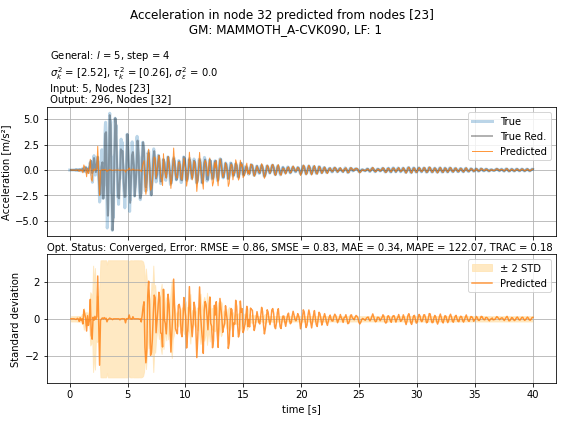 Acceleration in node 32 predicted from nodes [23]
GM: MAMMOTH_A-CVK090, LF: 1
General: l = 5, step = 4
σ²ₖ = [2.52], τ²ₖ = [0.26], σ²ε = 0.0
Input: 5, Nodes [23]
Output: 296, Nodes [32]
Acceleration [m/s²]
5.0
2.5
0.0
−2.5
−5.0
True
True Red.
Predicted
Opt. Status: Converged, Error: RMSE = 0.86, SMSE = 0.83, MAE = 0.34, MAPE = 122.07, TRAC = 0.18
Standard deviation
2
0
−2
± 2 STD
Predicted
0 5 10 15 20 25 30 35 40
time [s]